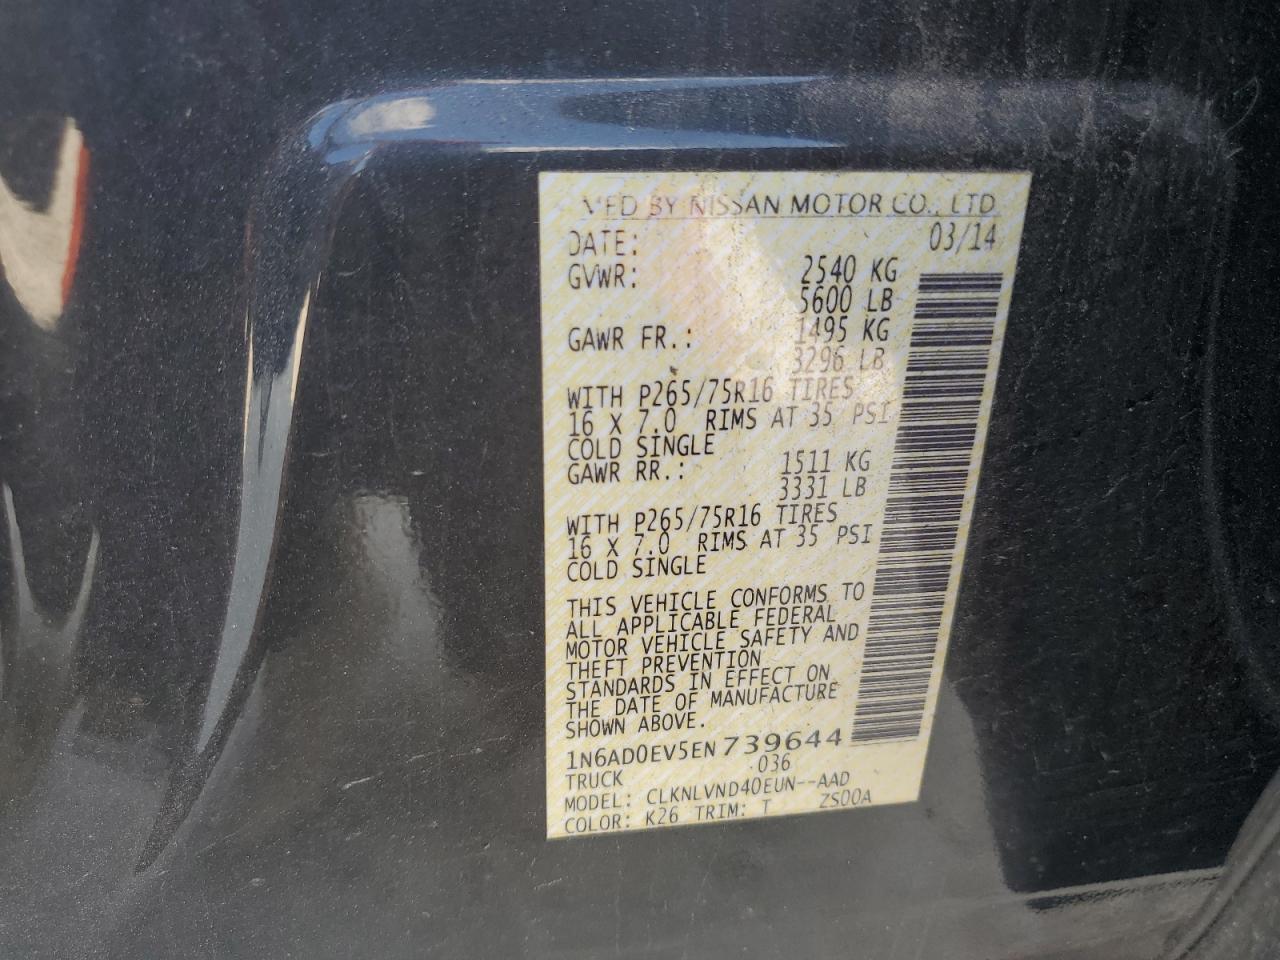 MFD BY NISSAN MOTOR CO., LTD
DATE: 03/14
GVWR: 2540 KG
5600 LB
GAWR FR.: 1495 KG
3296 LB
WITH P265/75R16 TIRES
16 X 7.0 RIMS AT 35 PSI
COLD SINGLE
GAWR RR.: 1511 KG
3331 LB
WITH P265/75R16 TIRES
16 X 7.0 RIMS AT 35 PSI
COLD SINGLE
THIS VEHICLE CONFORMS TO
ALL APPLICABLE FEDERAL
MOTOR VEHICLE SAFETY AND
THEFT PREVENTION
STANDARDS IN EFFECT ON
THE DATE OF MANUFACTURE
SHOWN ABOVE.
1N6AD0EV5EN739644
TRUCK .036
MODEL: CLKNLVND40EUN--AAD
COLOR: K26 TRIM: T ZS00A